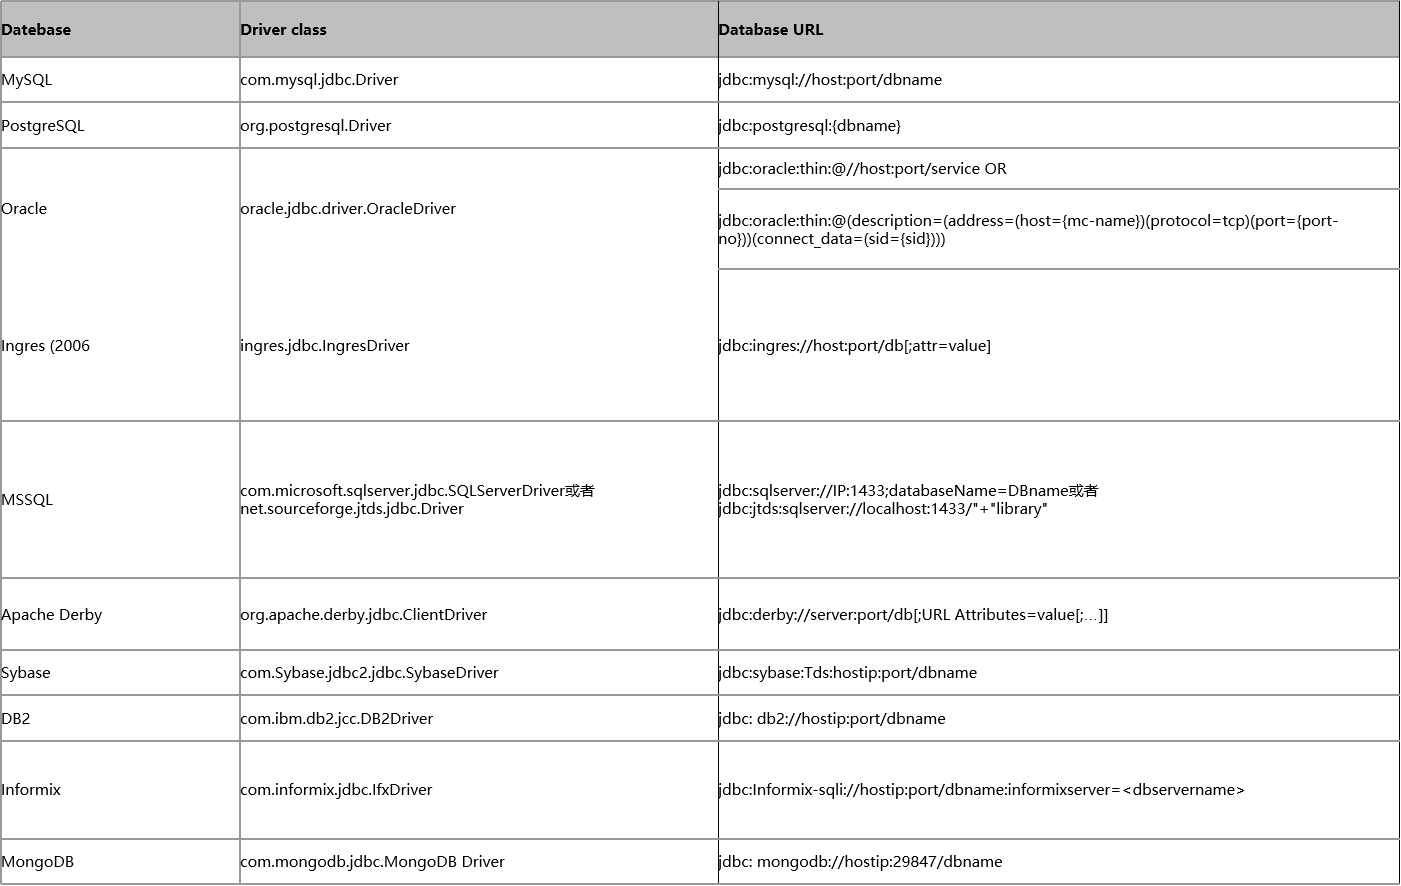 Datebase Driver class Database URL
MySQL com.mysql.jdbc.Driver jdbc:mysql://host:port/dbname
PostgreSQL org.postgresql.Driver jdbc:postgresql:{dbname}
Oracle oracle.jdbc.driver.OracleDriver jdbc:oracle:thin:@//host:port/service OR
jdbc:oracle:thin:@(description=(address=(host={mc-name})(protocol=tcp)(port={port-
no}))(connect_data=(sid={sid})))
Ingres (2006 ingres.jdbc.IngresDriver jdbc:ingres://host:port/db[;attr=value]
MSSQL com.microsoft.sqlserver.jdbc.SQLServerDriver或者
net.sourceforge.jtds.jdbc.Driver
jdbc:sqlserver://IP:1433;databaseName=DBname或者
jdbc:jtds:sqlserver://localhost:1433/"+"library"
Apache Derby org.apache.derby.jdbc.ClientDriver jdbc:derby://server:port/db[;URL Attributes=value[;...]]
Sybase com.Sybase.jdbc2.jdbc.SybaseDriver jdbc:sybase:Tds:hostip:port/dbname
DB2 com.ibm.db2.jcc.DB2Driver jdbc: db2://hostip:port/dbname
Informix com.informix.jdbc.IfxDriver jdbc:Informix-sqli://hostip:port/dbname:informixserver=<dbservername>
MongoDB com.mongodb.jdbc.MongoDB Driver jdbc: mongodb://hostip:29847/dbname